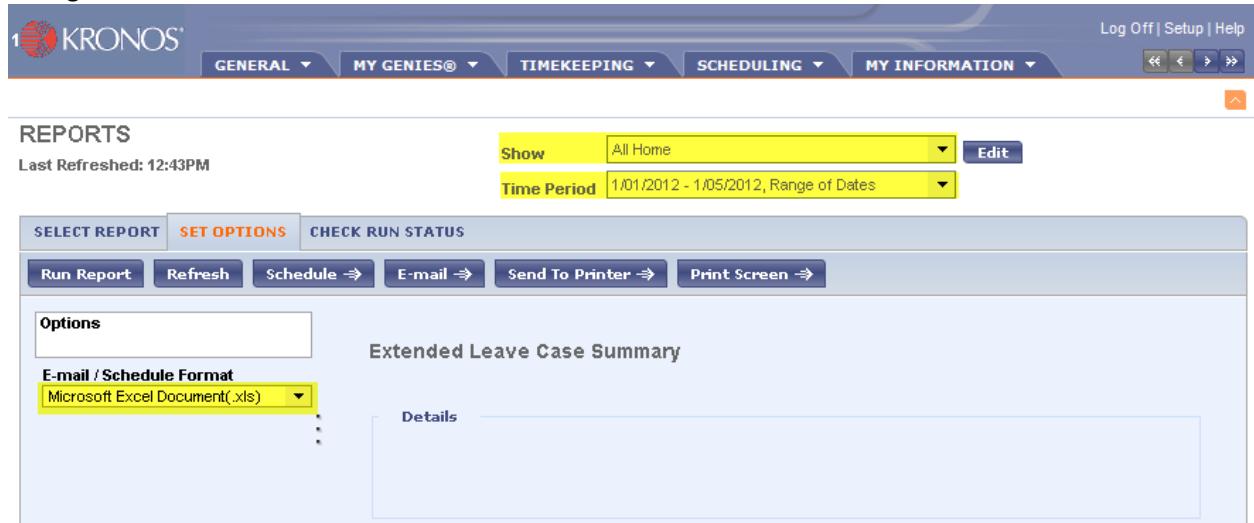 1 KRONOS®
Log Off | Setup | Help
GENERAL MY GENIES® TIMEKEEPING SCHEDULING MY INFORMATION
REPORTS
Last Refreshed: 12:43PM
Show All Home Edit
Time Period 1/01/2012 - 1/05/2012, Range of Dates
SELECT REPORT SET OPTIONS CHECK RUN STATUS
Run Report Refresh Schedule E-mail Send To Printer Print Screen
Options
Extended Leave Case Summary
E-mail / Schedule Format
Microsoft Excel Document(.xls)
Details